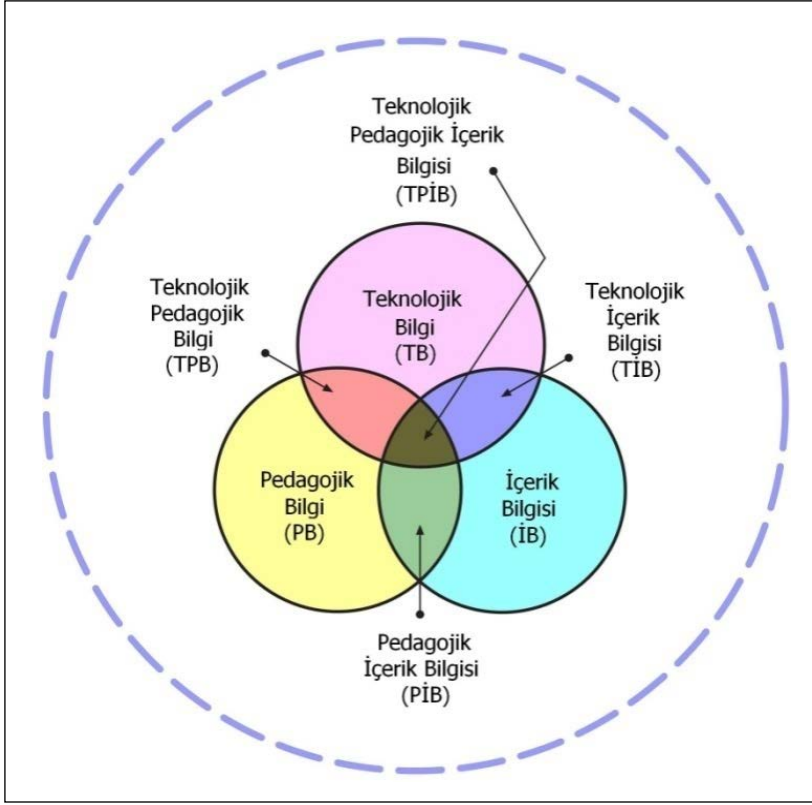 Teknolojik
Pedagojik İçerik
Bilgisi
(TPİB)
Teknolojik
Pedagojik
Bilgi
(TPB)
Teknolojik
Bilgi
(TB)
Teknolojik
İçerik
Bilgisi
(TİB)
Pedagojik
Bilgi
(PB)
İçerik
Bilgisi
(İB)
Pedagojik
İçerik Bilgisi
(PİB)